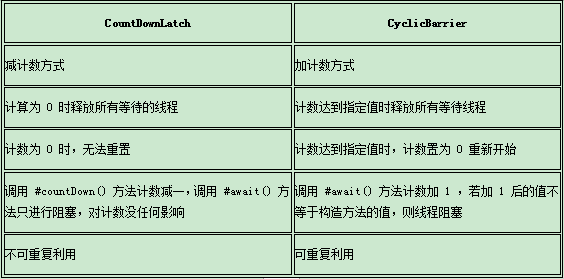 CountDownLatch
CyclicBarrier
减计数方式
加计数方式
计算为 0 时释放所有等待的线程
计数达到指定值时释放所有等待线程
计数为 0 时，无法重置
计数达到指定值时，计数置为 0 重新开始
调用 #countDown() 方法计数减一，调用 #await() 方
法只进行阻塞，对计数没任何影响
调用 #await() 方法计数加 1 ，若加 1 后的值不
等于构造方法的值，则线程阻塞
不可重复利用
可重复利用